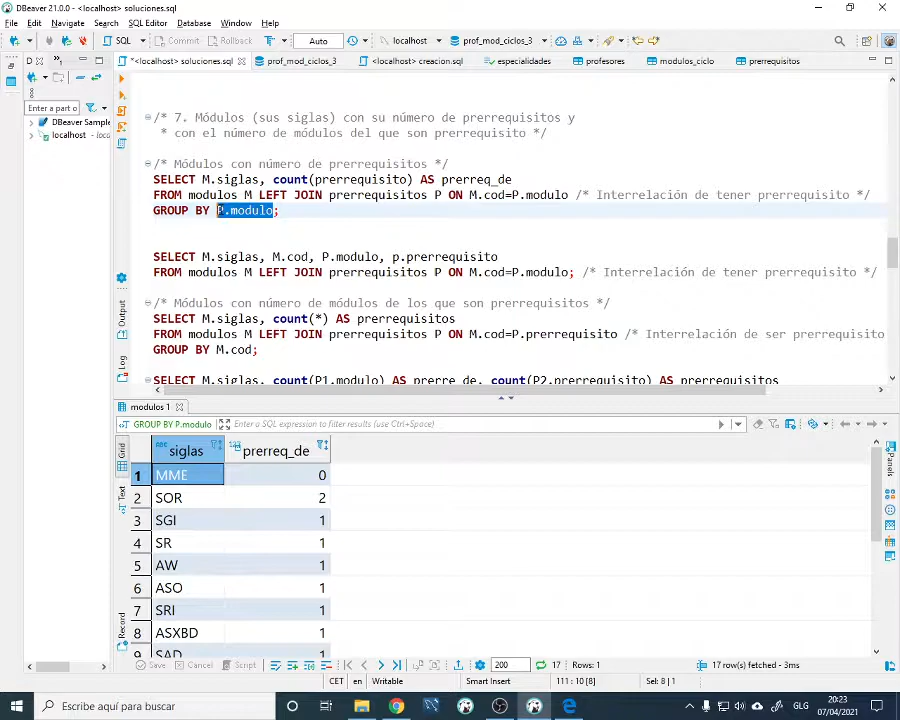 DBeaver 21.0.0 - <localhost> soluciones.sql
File Edit Navigate Search SQL Editor Database Window Help
SQL Commit Rollback Auto localhost prof_mod_ciclos_3
D *<localhost> soluciones.sql prof_mod_ciclos_3 <localhost> creacion.sql especialidades profesores modulos_ciclo prerrequisitos
Enter a part o
DBeaver Sample
localhost
/* 7. Módulos (sus siglas) con su número de prerrequisitos y
* con el número de módulos del que son prerrequisito */
/* Módulos con número de prerrequisitos */
SELECT M.siglas, count(prerrequisito) AS prerreq_de
FROM modulos M LEFT JOIN prerrequisitos P ON M.cod=P.modulo /* Interrelación de tener prerrequisito */
GROUP BY P.modulo;
SELECT M.siglas, M.cod, P.modulo, p.prerrequisito
FROM modulos M LEFT JOIN prerrequisitos P ON M.cod=P.modulo; /* Interrelación de tener prerrequisito */
/* Módulos con número de módulos de los que son prerrequisitos */
SELECT M.siglas, count(*) AS prerrequisitos
FROM modulos M LEFT JOIN prerrequisitos P ON M.cod=P.prerrequisito /* Interrelación de ser prerrequisito
GROUP BY M.cod;
SELECT M.siglas, count(P1.modulo) AS prerre_de, count(P2.prerrequisito) AS prerrequisitos
Output
Log
modulos 1
GROUP BY P.modulo Enter a SQL expression to filter results (use Ctrl+Space)
Grid
Text
Record
Panels
siglas prerreq_de
1 MME 0
2 SOR 2
3 SGI 1
4 SR 1
5 AW 1
6 ASO 1
7 SRI 1
8 ASXBD 1
9 SAD 1
Save Cancel Script 200 17 Rows: 1 17 row(s) fetched - 3ms
CET en Writable Smart Insert 111 : 10 [8] Sel: 8 | 1
Escribe aquí para buscar
GLG
20:23
07/04/2021